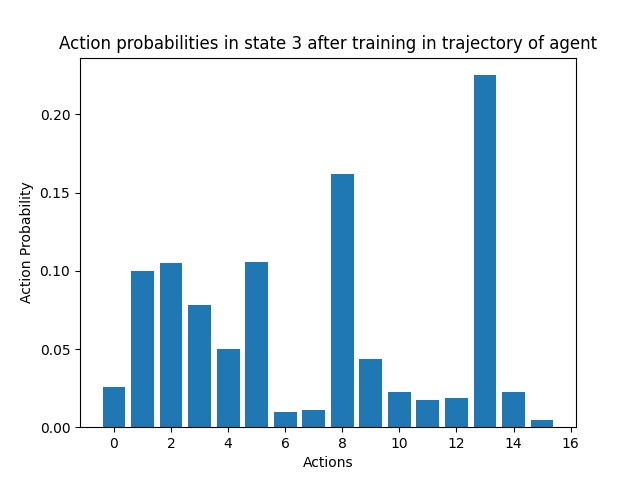 Action probabilities in state 3 after training in trajectory of agent
Action Probability
0.20
0.15
0.10
0.05
0.00
0 2 4 6 8 10 12 14 16
Actions